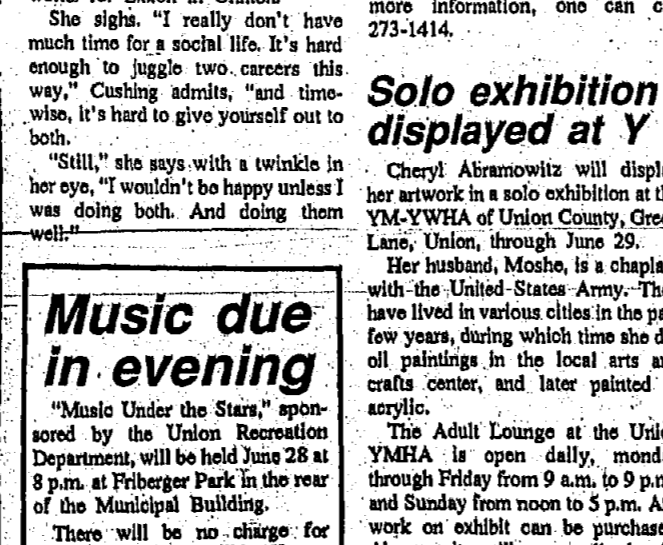 She sighs. "I really don't have
much time for a social life. It's hard
enough to juggle two careers this
way," Cushing admits, "and time-
wise, it's hard to give yourself out to
both.
"Still," she says with a twinkle in
her eye, "I wouldn't be happy unless I
was doing both. And doing them
well."
Music due
in evening
"Music Under the Stars," spon-
sored by the Union Recreation
Department, will be held June 28 at
8 p.m. at Friberger Park in the rear
of the Municipal Building.
There will be no charge for
more information, one can
273-1414.
Solo exhibition
displayed at Y
Cheryl Abramowitz will
her artwork in a solo exhibition at
YM-YWHA of Union County,
Lane, Union, through June 29.
Her husband, Moshe, is a
with the United States Army.
have lived in various cities in the
few years, during which time she
oil paintings in the local arts
crafts center, and later painted
acrylic.
The Adult Lounge at the
YMHA is open daily,
through Friday from 9 a.m. to 9
and Sunday from noon to 5 p.m.
work on exhibit can be